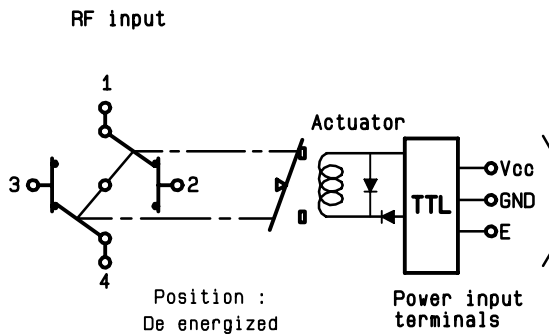 RF input
1
Actuator
3
2
TTL
Vcc
GND
E
4
Position :
De energized
Power input
terminals